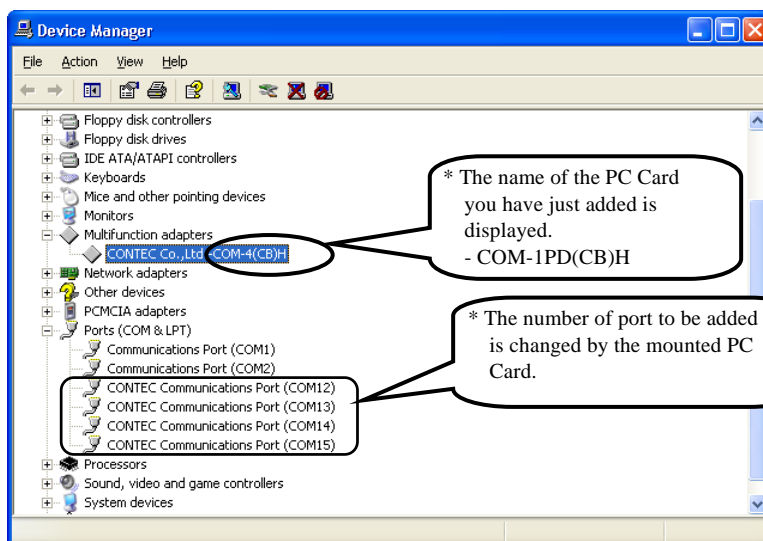 Device Manager
File Action View Help
Floppy disk controllers
Floppy disk drives
IDE ATA/ATAPI controllers
Keyboards
Mice and other pointing devices
Monitors
Multifunction adapters
CONTEC Co.,Ltd. -COM-4(CB)H
Network adapters
Other devices
PCMCIA adapters
Ports (COM & LPT)
Communications Port (COM1)
Communications Port (COM2)
CONTEC Communications Port (COM12)
CONTEC Communications Port (COM13)
CONTEC Communications Port (COM14)
CONTEC Communications Port (COM15)
Processors
Sound, video and game controllers
System devices
* The name of the PC Card
you have just added is
displayed.
- COM-1PD(CB)H
* The number of port to be added
is changed by the mounted PC
Card.